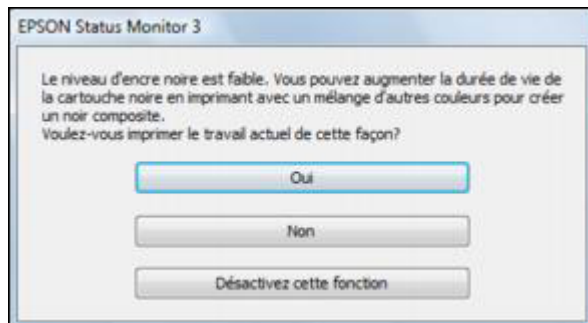 EPSON Status Monitor 3
Le niveau d'encre noire est faible. Vous pouvez augmenter la durée de vie de
la cartouche noire en imprimant avec un mélange d'autres couleurs pour créer
un noir composite.
Voulez-vous imprimer le travail actuel de cette façon?
Oui
Non
Désactivez cette fonction